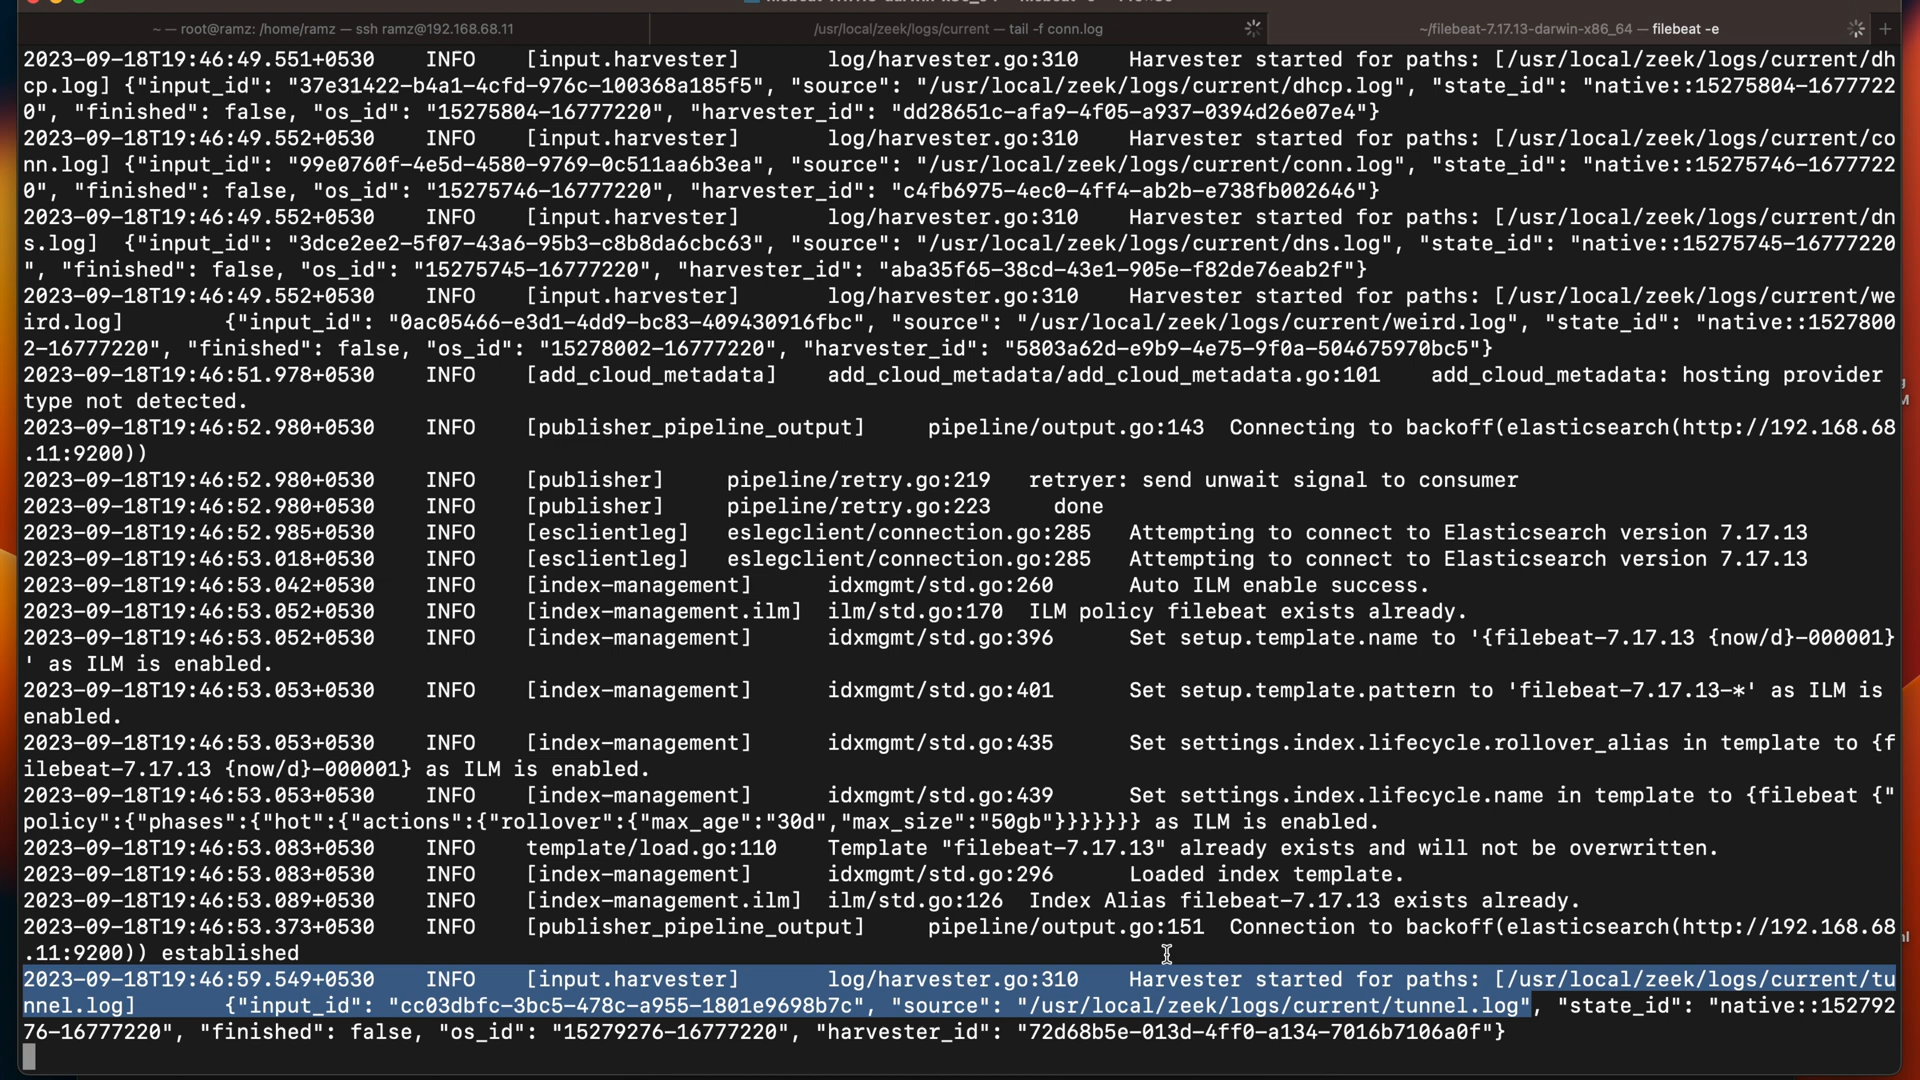 ~ — root@ramz: /home/ramz — ssh ramz@192.168.68.11
/usr/local/zeek/logs/current — tail -f conn.log
~/filebeat-7.17.13-darwin-x86_64 — filebeat -e
2023-09-18T19:46:49.551+0530 INFO [input.harvester] log/harvester.go:310 Harvester started for paths: [/usr/local/zeek/logs/current/dh
cp.log] {"input_id": "37e31422-b4a1-4cfd-976c-100368a185f5", "source": "/usr/local/zeek/logs/current/dhcp.log", "state_id": "native::15275804-1677722
0", "finished": false, "os_id": "15275804-16777220", "harvester_id": "dd28651c-afa9-4f05-a937-0394d26e07e4"}
2023-09-18T19:46:49.552+0530 INFO [input.harvester] log/harvester.go:310 Harvester started for paths: [/usr/local/zeek/logs/current/co
nn.log] {"input_id": "99e0760f-4e5d-4580-9769-0c511aa6b3ea", "source": "/usr/local/zeek/logs/current/conn.log", "state_id": "native::15275746-1677722
0", "finished": false, "os_id": "15275746-16777220", "harvester_id": "c4fb6975-4ec0-4ff4-ab2b-e738fb002646"}
2023-09-18T19:46:49.552+0530 INFO [input.harvester] log/harvester.go:310 Harvester started for paths: [/usr/local/zeek/logs/current/dn
s.log] {"input_id": "3dce2ee2-5f07-43a6-95b3-c8b8da6cbc63", "source": "/usr/local/zeek/logs/current/dns.log", "state_id": "native::15275745-16777220
", "finished": false, "os_id": "15275745-16777220", "harvester_id": "aba35f65-38cd-43e1-905e-f82de76eab2f"}
2023-09-18T19:46:49.552+0530 INFO [input.harvester] log/harvester.go:310 Harvester started for paths: [/usr/local/zeek/logs/current/we
ird.log] {"input_id": "0ac05466-e3d1-4dd9-bc83-409430916fbc", "source": "/usr/local/zeek/logs/current/weird.log", "state_id": "native::1527800
2-16777220", "finished": false, "os_id": "15278002-16777220", "harvester_id": "5803a62d-e9b9-4e75-9f0a-504675970bc5"}
2023-09-18T19:46:51.978+0530 INFO [add_cloud_metadata] add_cloud_metadata/add_cloud_metadata.go:101 add_cloud_metadata: hosting provider
type not detected.
2023-09-18T19:46:52.980+0530 INFO [publisher_pipeline_output] pipeline/output.go:143 Connecting to backoff(elasticsearch(http://192.168.68
.11:9200))
2023-09-18T19:46:52.980+0530 INFO [publisher] pipeline/retry.go:219 retryer: send unwait signal to consumer
2023-09-18T19:46:52.980+0530 INFO [publisher] pipeline/retry.go:223 done
2023-09-18T19:46:52.985+0530 INFO [esclientleg] eslegclient/connection.go:285 Attempting to connect to Elasticsearch version 7.17.13
2023-09-18T19:46:53.018+0530 INFO [esclientleg] eslegclient/connection.go:285 Attempting to connect to Elasticsearch version 7.17.13
2023-09-18T19:46:53.042+0530 INFO [index-management] idxmgmt/std.go:260 Auto ILM enable success.
2023-09-18T19:46:53.052+0530 INFO [index-management.ilm] ilm/std.go:170 ILM policy filebeat exists already.
2023-09-18T19:46:53.052+0530 INFO [index-management] idxmgmt/std.go:396 Set setup.template.name to '{filebeat-7.17.13 {now/d}-000001}
' as ILM is enabled.
2023-09-18T19:46:53.053+0530 INFO [index-management] idxmgmt/std.go:401 Set setup.template.pattern to 'filebeat-7.17.13-*' as ILM is
enabled.
2023-09-18T19:46:53.053+0530 INFO [index-management] idxmgmt/std.go:435 Set settings.index.lifecycle.rollover_alias in template to {f
ilebeat-7.17.13 {now/d}-000001} as ILM is enabled.
2023-09-18T19:46:53.053+0530 INFO [index-management] idxmgmt/std.go:439 Set settings.index.lifecycle.name in template to {filebeat {"
policy":{"phases":{"hot":{"actions":{"rollover":{"max_age":"30d","max_size":"50gb"}}}}}}} as ILM is enabled.
2023-09-18T19:46:53.083+0530 INFO template/load.go:110 Template "filebeat-7.17.13" already exists and will not be overwritten.
2023-09-18T19:46:53.083+0530 INFO [index-management] idxmgmt/std.go:296 Loaded index template.
2023-09-18T19:46:53.089+0530 INFO [index-management.ilm] ilm/std.go:126 Index Alias filebeat-7.17.13 exists already.
2023-09-18T19:46:53.373+0530 INFO [publisher_pipeline_output] pipeline/output.go:151 Connection to backoff(elasticsearch(http://192.168.68
.11:9200)) established
2023-09-18T19:46:59.549+0530 INFO [input.harvester] log/harvester.go:310 Harvester started for paths: [/usr/local/zeek/logs/current/tu
nnel.log] {"input_id": "cc03dbfc-3bc5-478c-a955-1801e9698b7c", "source": "/usr/local/zeek/logs/current/tunnel.log", "state_id": "native::152792
76-16777220", "finished": false, "os_id": "15279276-16777220", "harvester_id": "72d68b5e-013d-4ff0-a134-7016b7106a0f"}